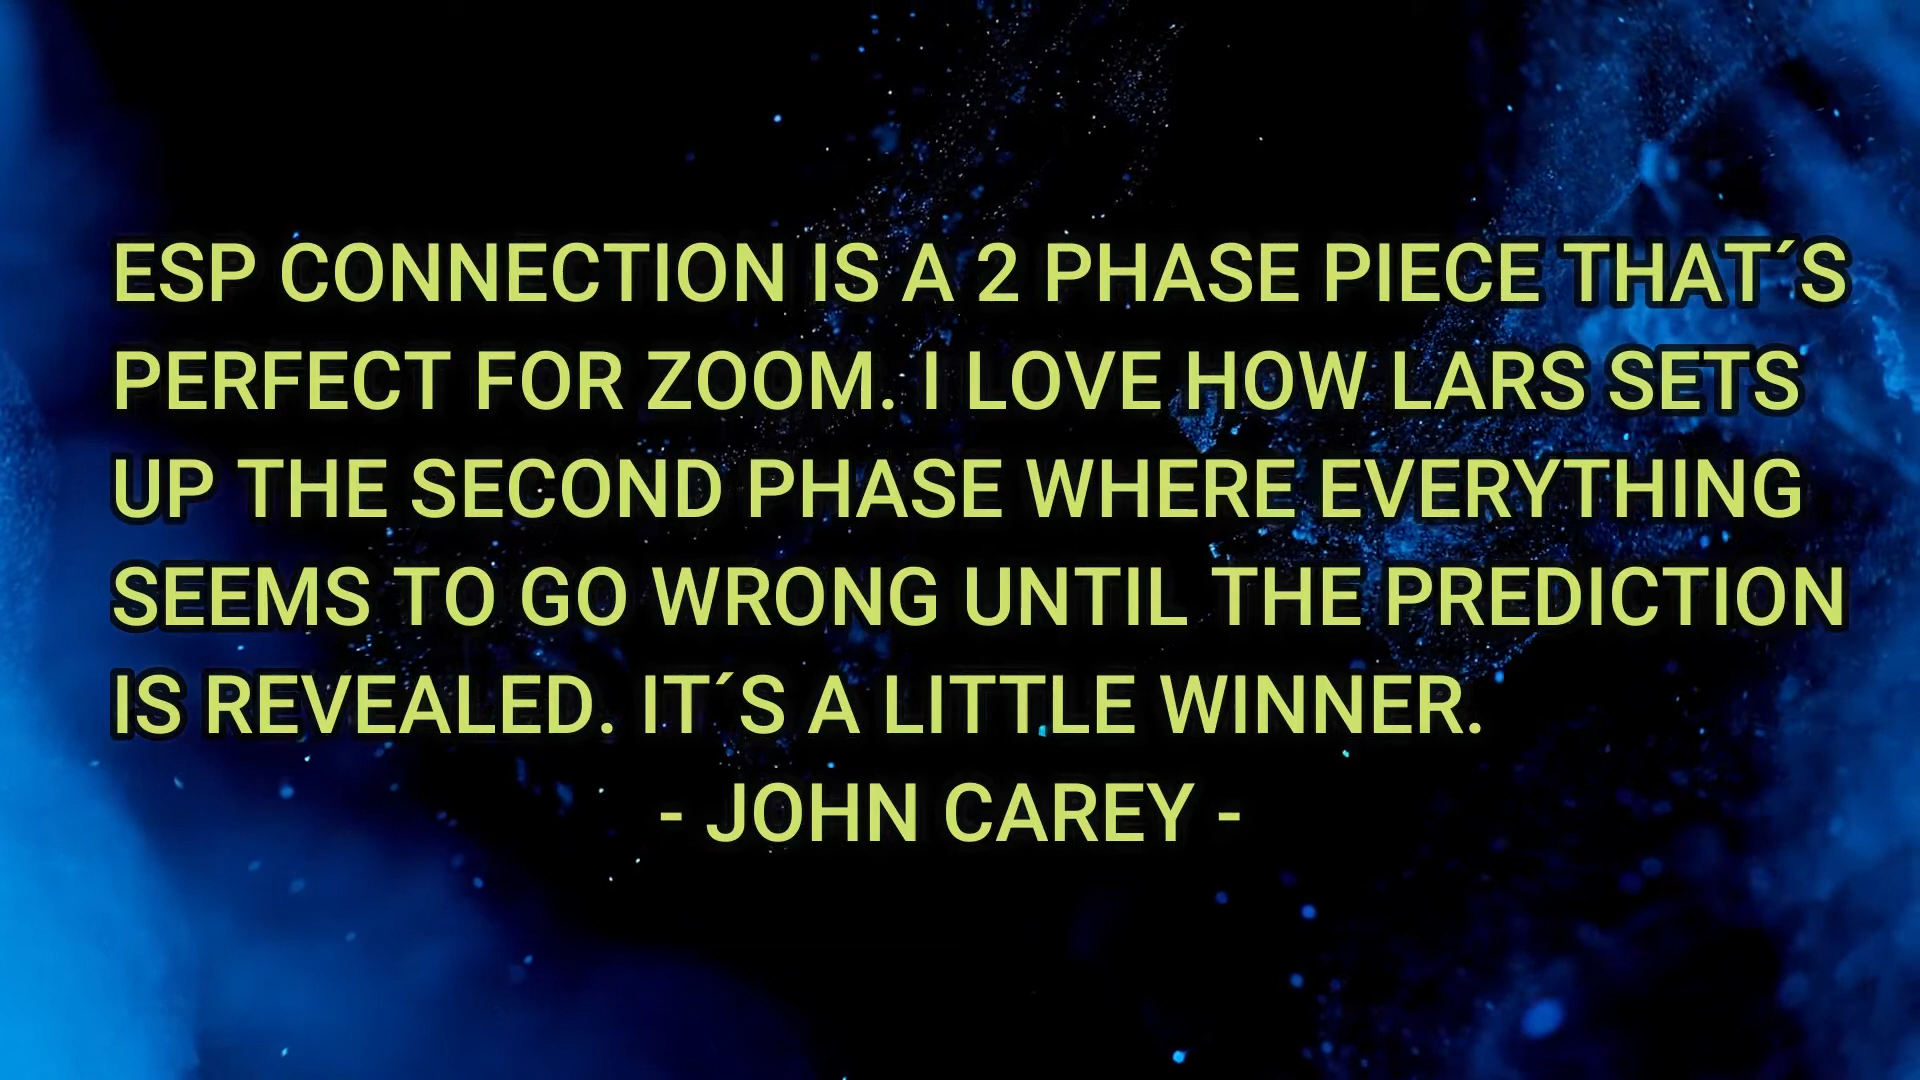 ESP CONNECTION IS A 2 PHASE PIECE THAT´S
PERFECT FOR ZOOM. I LOVE HOW LARS SETS
UP THE SECOND PHASE WHERE EVERYTHING
SEEMS TO GO WRONG UNTIL THE PREDICTION
IS REVEALED. IT´S A LITTLE WINNER.
- JOHN CAREY -